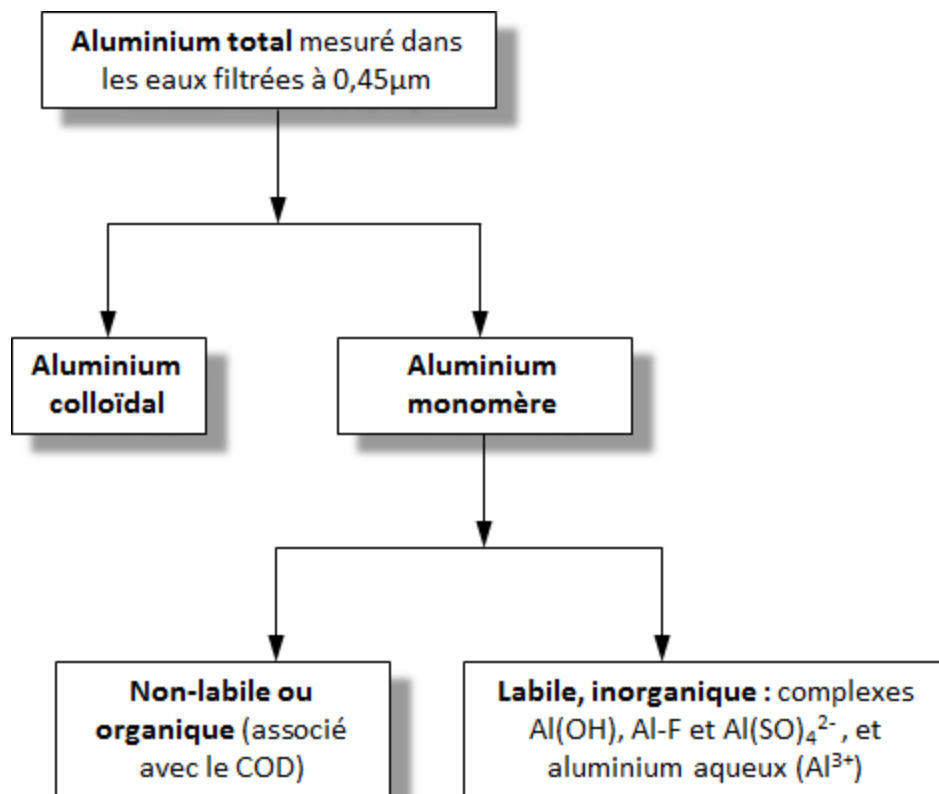 Aluminium total mesuré dans
les eaux filtrées à 0,45µm
Aluminium
colloïdal
Aluminium
monomère
Non-labile ou
organique (associé
avec le COD)
Labile, inorganique : complexes
Al(OH), Al-F et Al(SO)₄²⁻ , et
aluminium aqueux (Al³⁺)